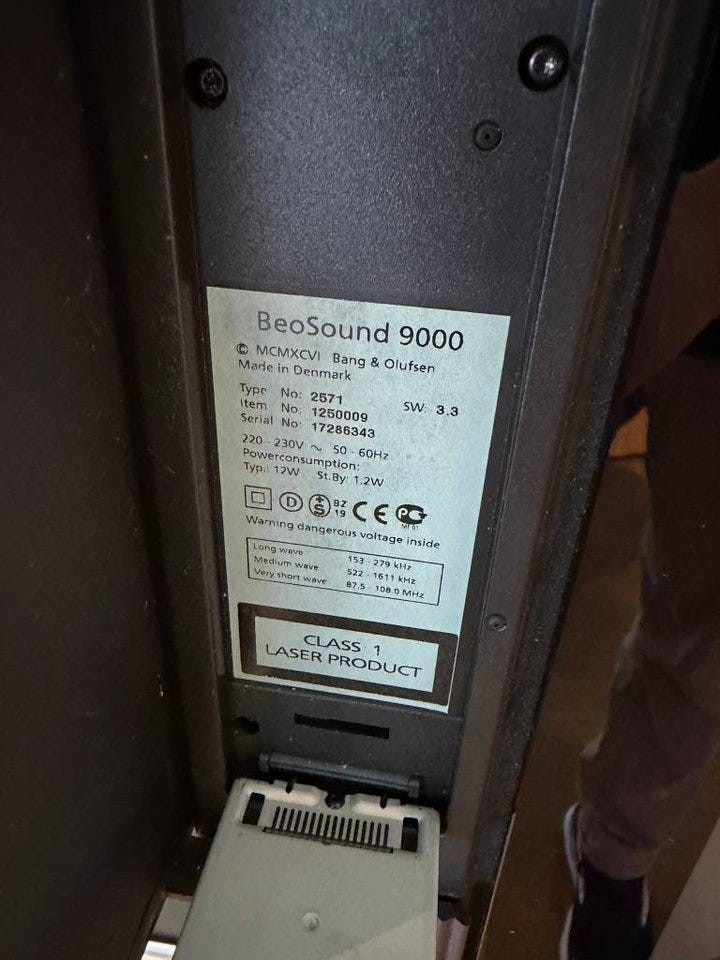 BeoSound 9000
© MCMXCVI Bang & Olufsen
Made in Denmark
Type No: 2571 SW: 3.3
Item No: 1250009
Serial No: 17286343
220 - 230V ~ 50 - 60Hz
Powerconsumption:
Typ.: 12W St.By: 1.2W
D S BZ 19 CE
Warning dangerous voltage inside
Long wave 153 - 279 kHz
Medium wave 522 - 1611 kHz
Very short wave 87.5 - 108.0 MHz
CLASS 1
LASER PRODUCT